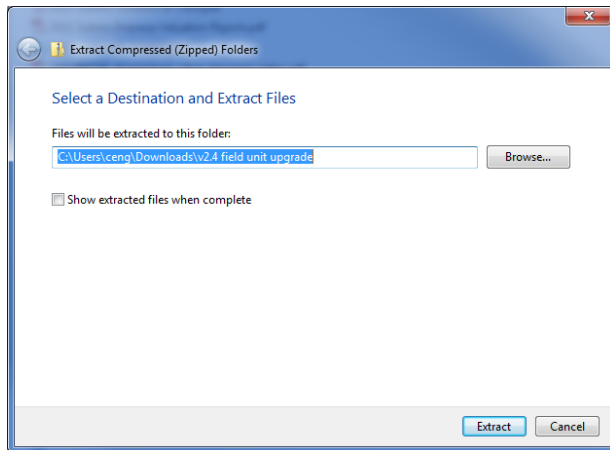 Extract Compressed (Zipped) Folders
Select a Destination and Extract Files
Files will be extracted to this folder:
C:\Users\ceng\Downloads\v2.4 field unit upgrade
Browse...
Show extracted files when complete
Extract
Cancel